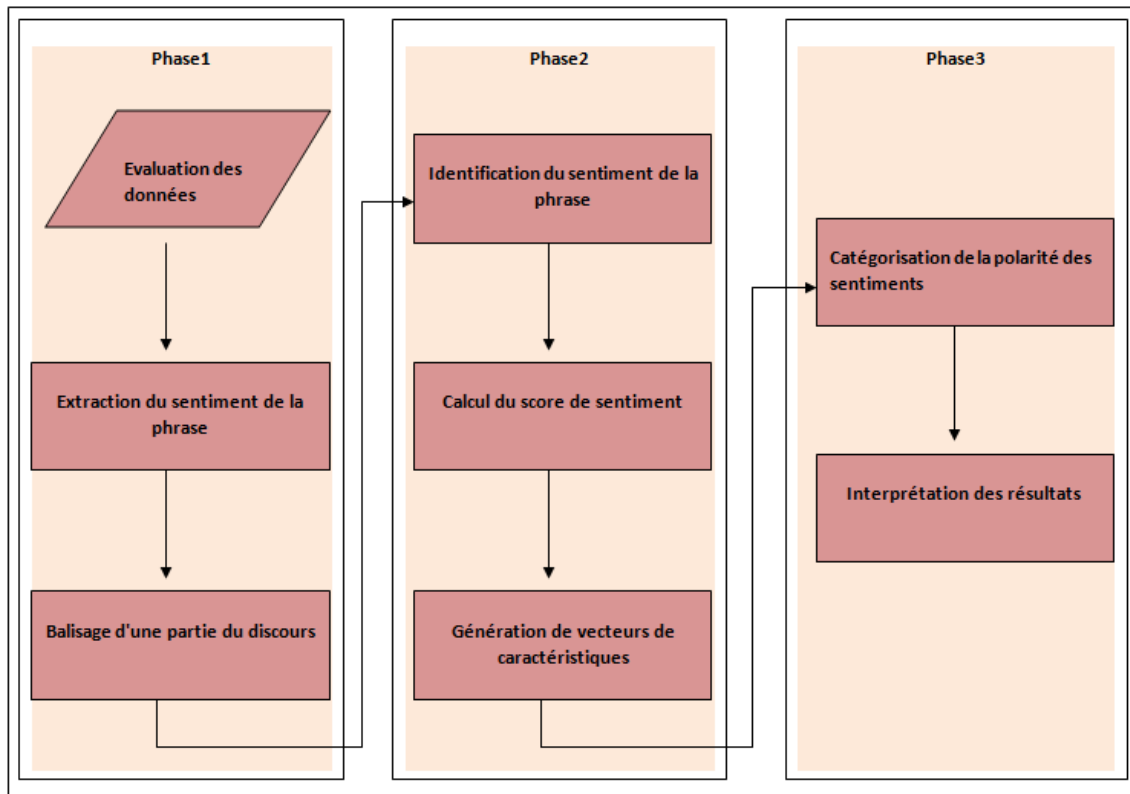 Phase1
Evaluation des
données
Extraction du sentiment de la
phrase
Balisage d'une partie du discours
Phase2
Identification du sentiment de la
phrase
Calcul du score de sentiment
Génération de vecteurs de
caractéristiques
Phase3
Catégorisation de la polarité des
sentiments
Interprétation des résultats